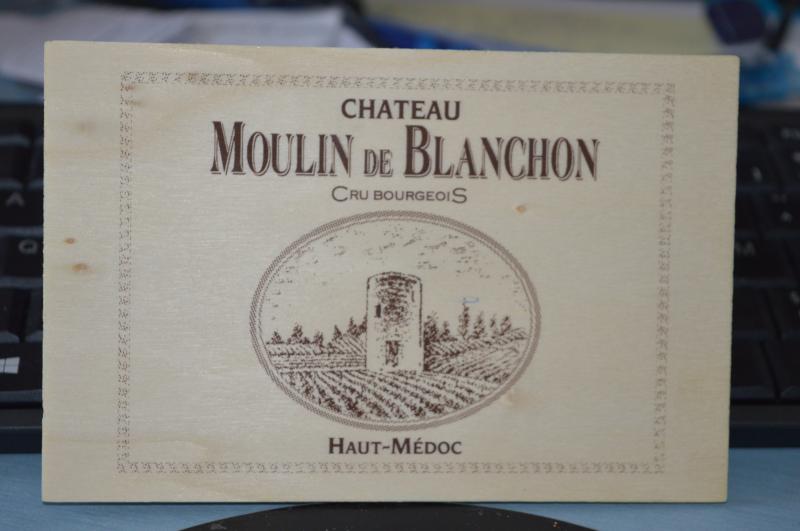 CHATEAU
MOULIN DE BLANCHON
CRU BOURGEOIS
HAUT-MÉDOC